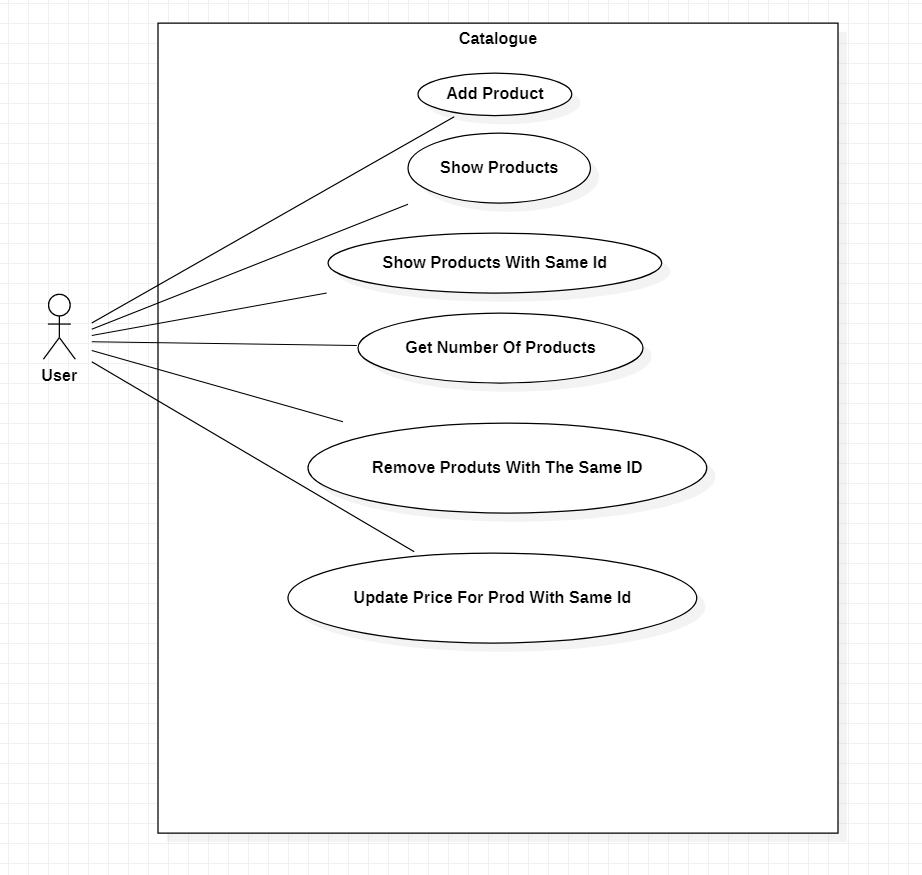 Catalogue
Add Product
Show Products
Show Products With Same Id
Get Number Of Products
User
Remove Produts With The Same ID
Update Price For Prod With Same Id